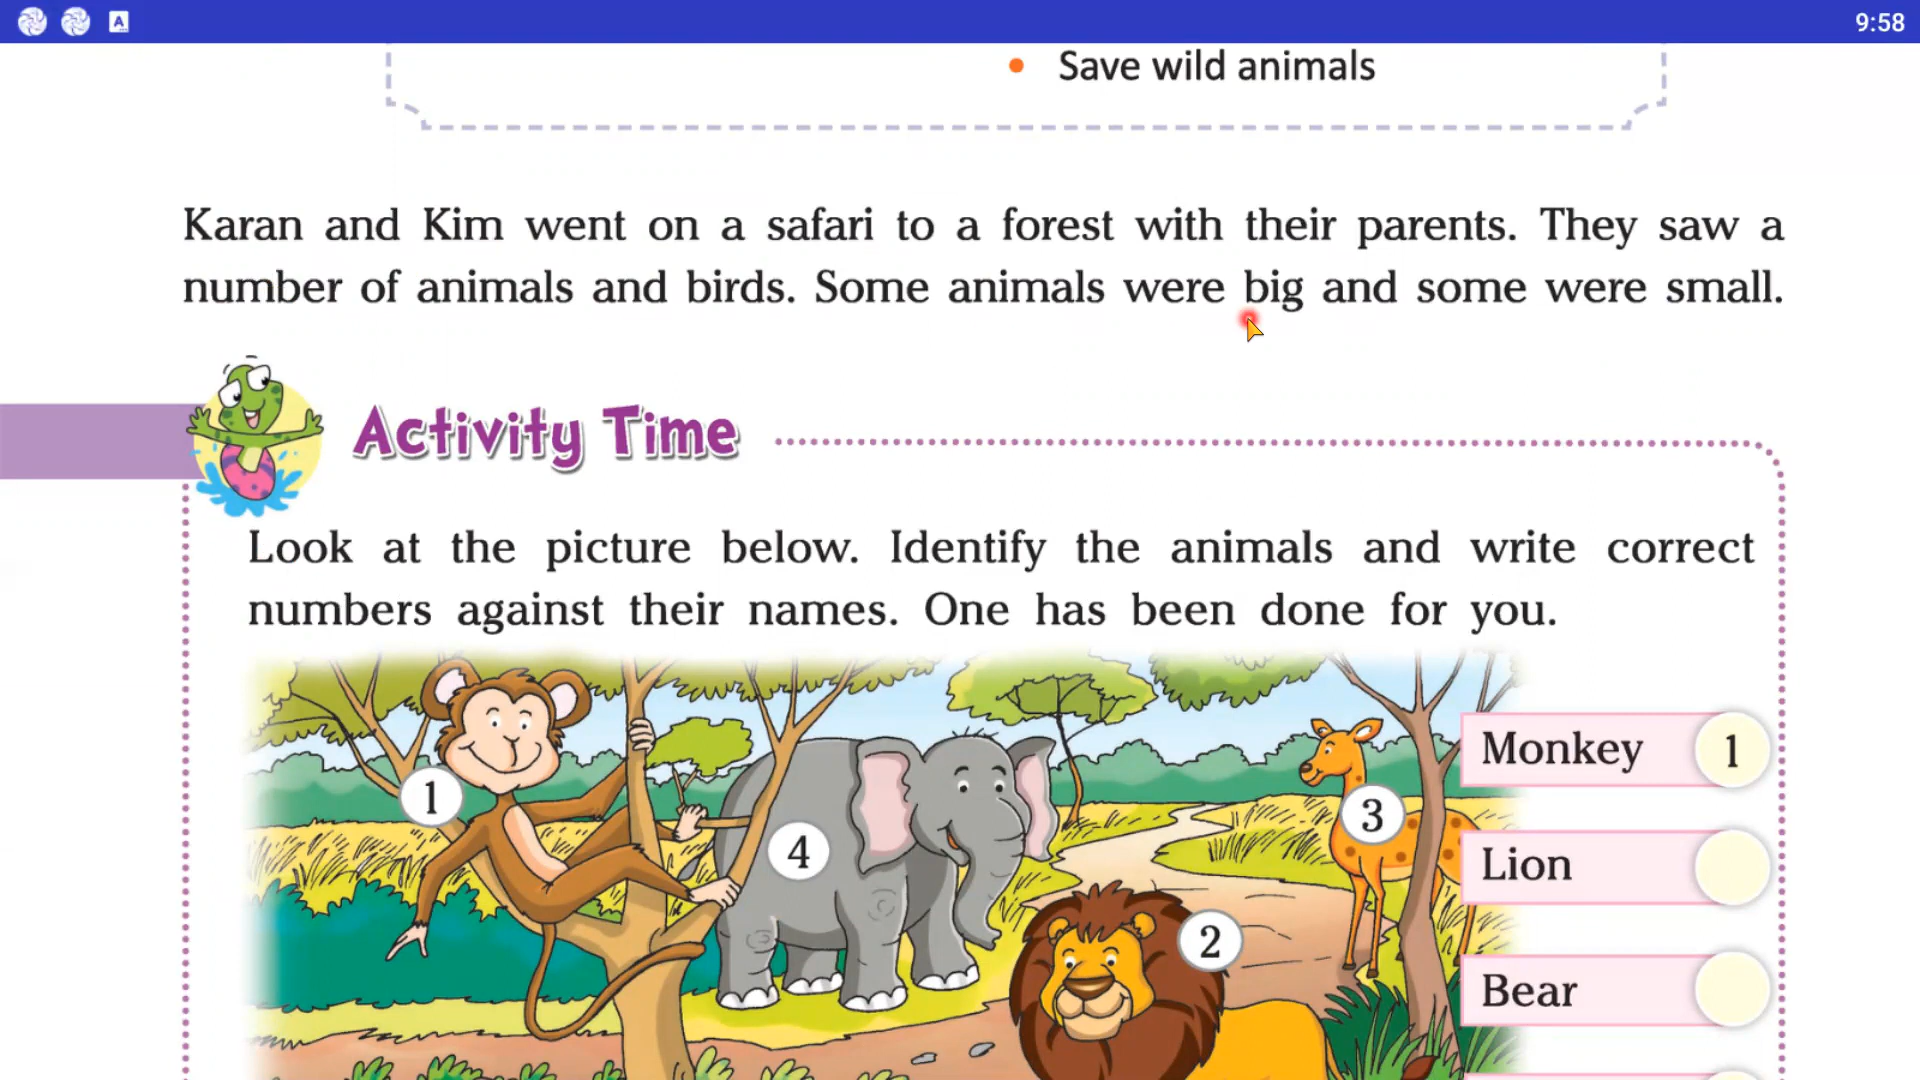 A
9:58
• Save wild animals
Karan and Kim went on a safari to a forest with their parents. They saw a
number of animals and birds. Some animals were big and some were small.
Activity Time
Look at the picture below. Identify the animals and write correct
numbers against their names. One has been done for you.
Monkey 1
1
3
4
Lion
2
Bear